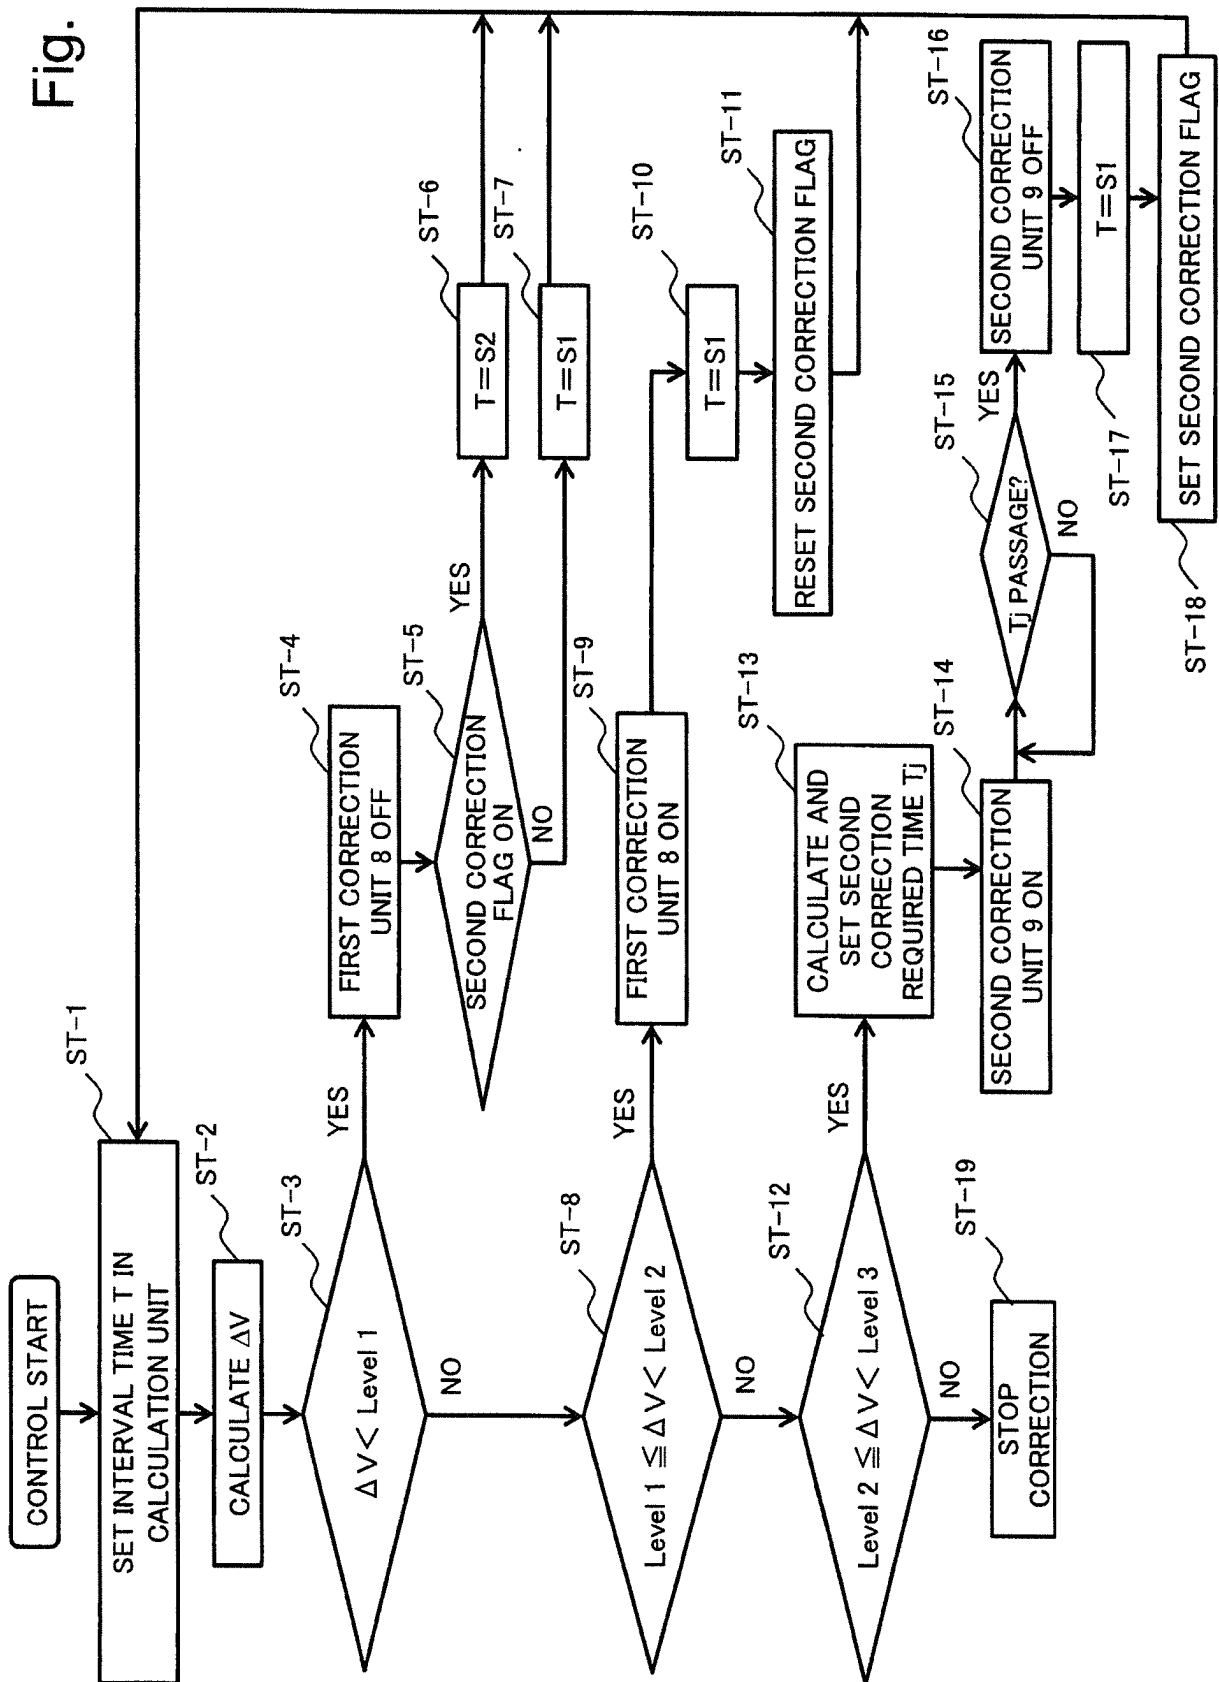 Fig.
CONTROL START
ST-1
SET INTERVAL TIME T IN
CALCULATION UNIT
ST-2
CALCULATE ΔV
ST-3
ΔV< Level 1
YES
NO
ST-4
FIRST CORRECTION
UNIT 8 OFF
ST-5
SECOND CORRECTION
FLAG ON
YES
NO
ST-6
T=S2
ST-7
T=S1
ST-8
Level 1 ≦ ΔV< Level 2
YES
NO
ST-9
FIRST CORRECTION
UNIT 8 ON
ST-10
T=S1
ST-11
RESET SECOND CORRECTION FLAG
ST-12
Level 2 ≦ ΔV< Level 3
YES
NO
ST-13
CALCULATE AND
SET SECOND
CORRECTION
REQUIRED TIME Tj
ST-14
SECOND CORRECTION
UNIT 9 ON
ST-15
Tj PASSAGE?
YES
NO
ST-16
SECOND CORRECTION
UNIT 9 OFF
ST-17
T=S1
ST-18
SET SECOND CORRECTION FLAG
ST-19
STOP
CORRECTION